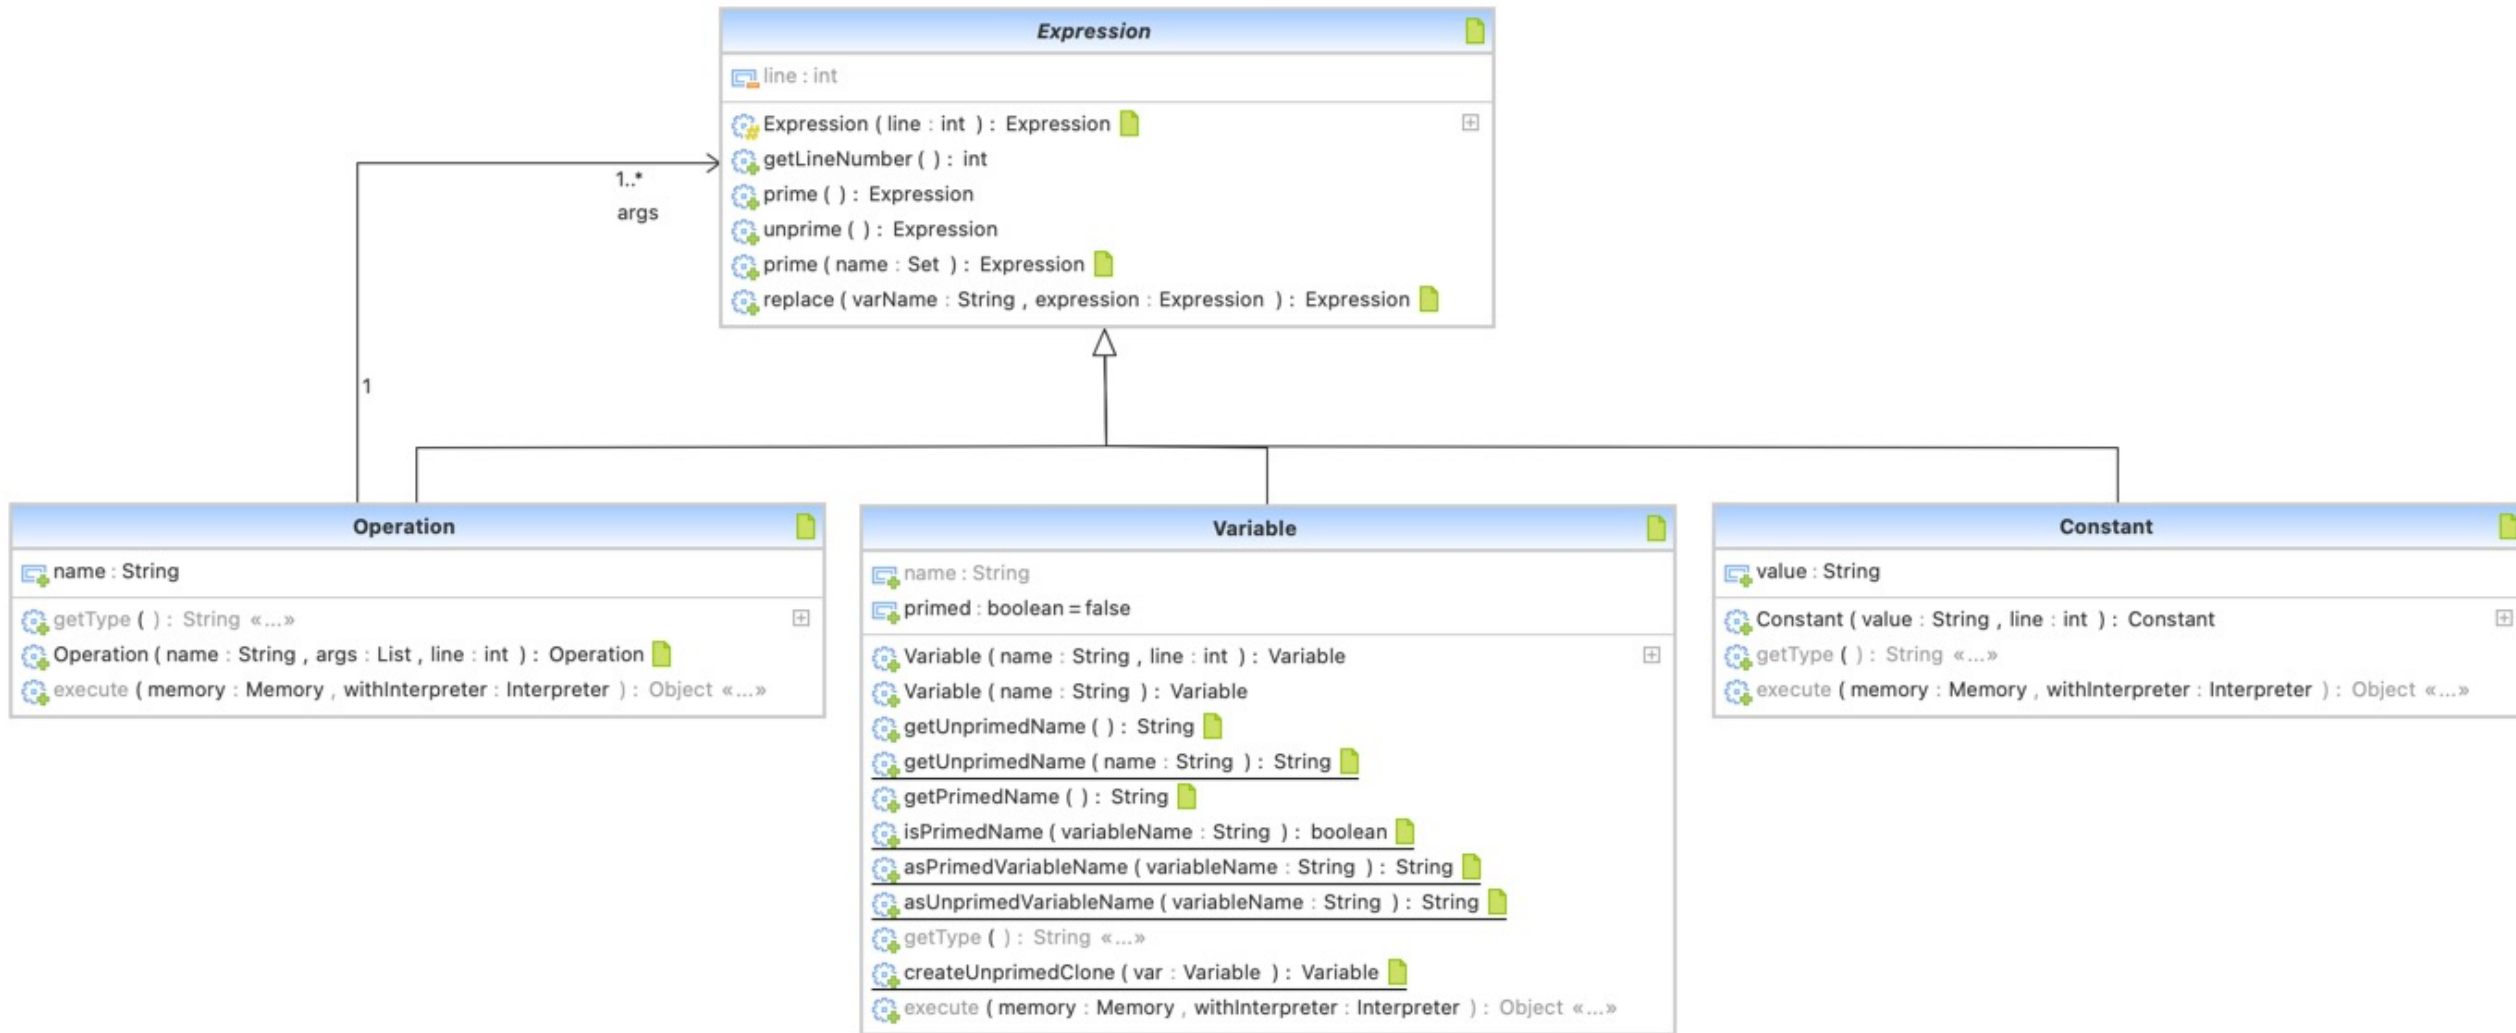 Expression
line : int
Expression ( line : int ) : Expression
getLineNumber ( ) : int
prime ( ) : Expression
unprime ( ) : Expression
prime ( name : Set ) : Expression
replace ( varName : String , expression : Expression ) : Expression
1..*
args
1
Operation
name : String
getType ( ) : String «...»
Operation ( name : String , args : List , line : int ) : Operation
execute ( memory : Memory , withInterpreter : Interpreter ) : Object «...»
Variable
name : String
primed : boolean = false
Variable ( name : String , line : int ) : Variable
Variable ( name : String ) : Variable
getUnprimedName ( ) : String
getUnprimedName ( name : String ) : String
getPrimedName ( ) : String
isPrimedName ( variableName : String ) : boolean
asPrimedVariableName ( variableName : String ) : String
asUnprimedVariableName ( variableName : String ) : String
getType ( ) : String «...»
createUnprimedClone ( var : Variable ) : Variable
execute ( memory : Memory , withInterpreter : Interpreter ) : Object «...»
Constant
value : String
Constant ( value : String , line : int ) : Constant
getType ( ) : String «...»
execute ( memory : Memory , withInterpreter : Interpreter ) : Object «...»